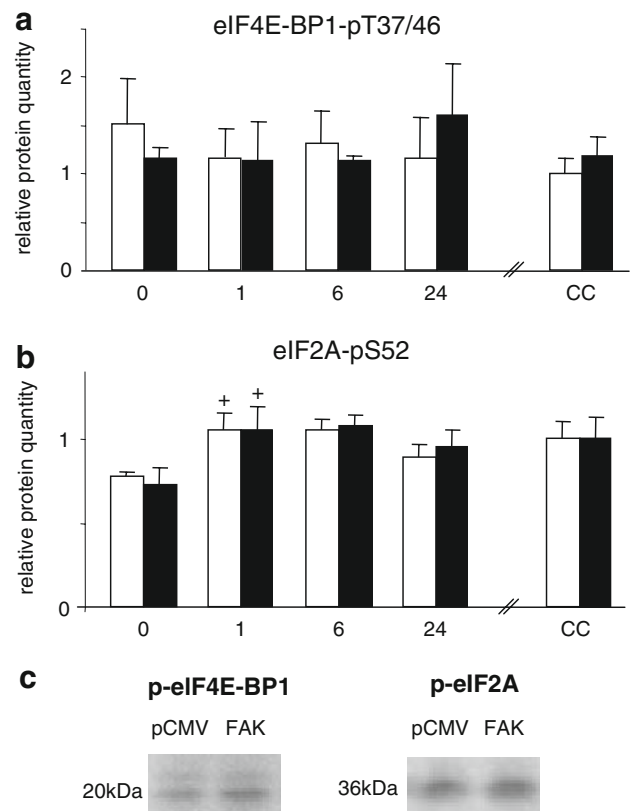 a
eIF4E-BP1-pT37/46
relative protein quantity
2
1
0
0 1 6 24 CC
b
eIF2A-pS52
relative protein quantity
+ +
1
0
0 1 6 24 CC
c
p-eIF4E-BP1 p-eIF2A
pCMV FAK pCMV FAK
20kDa 36kDa